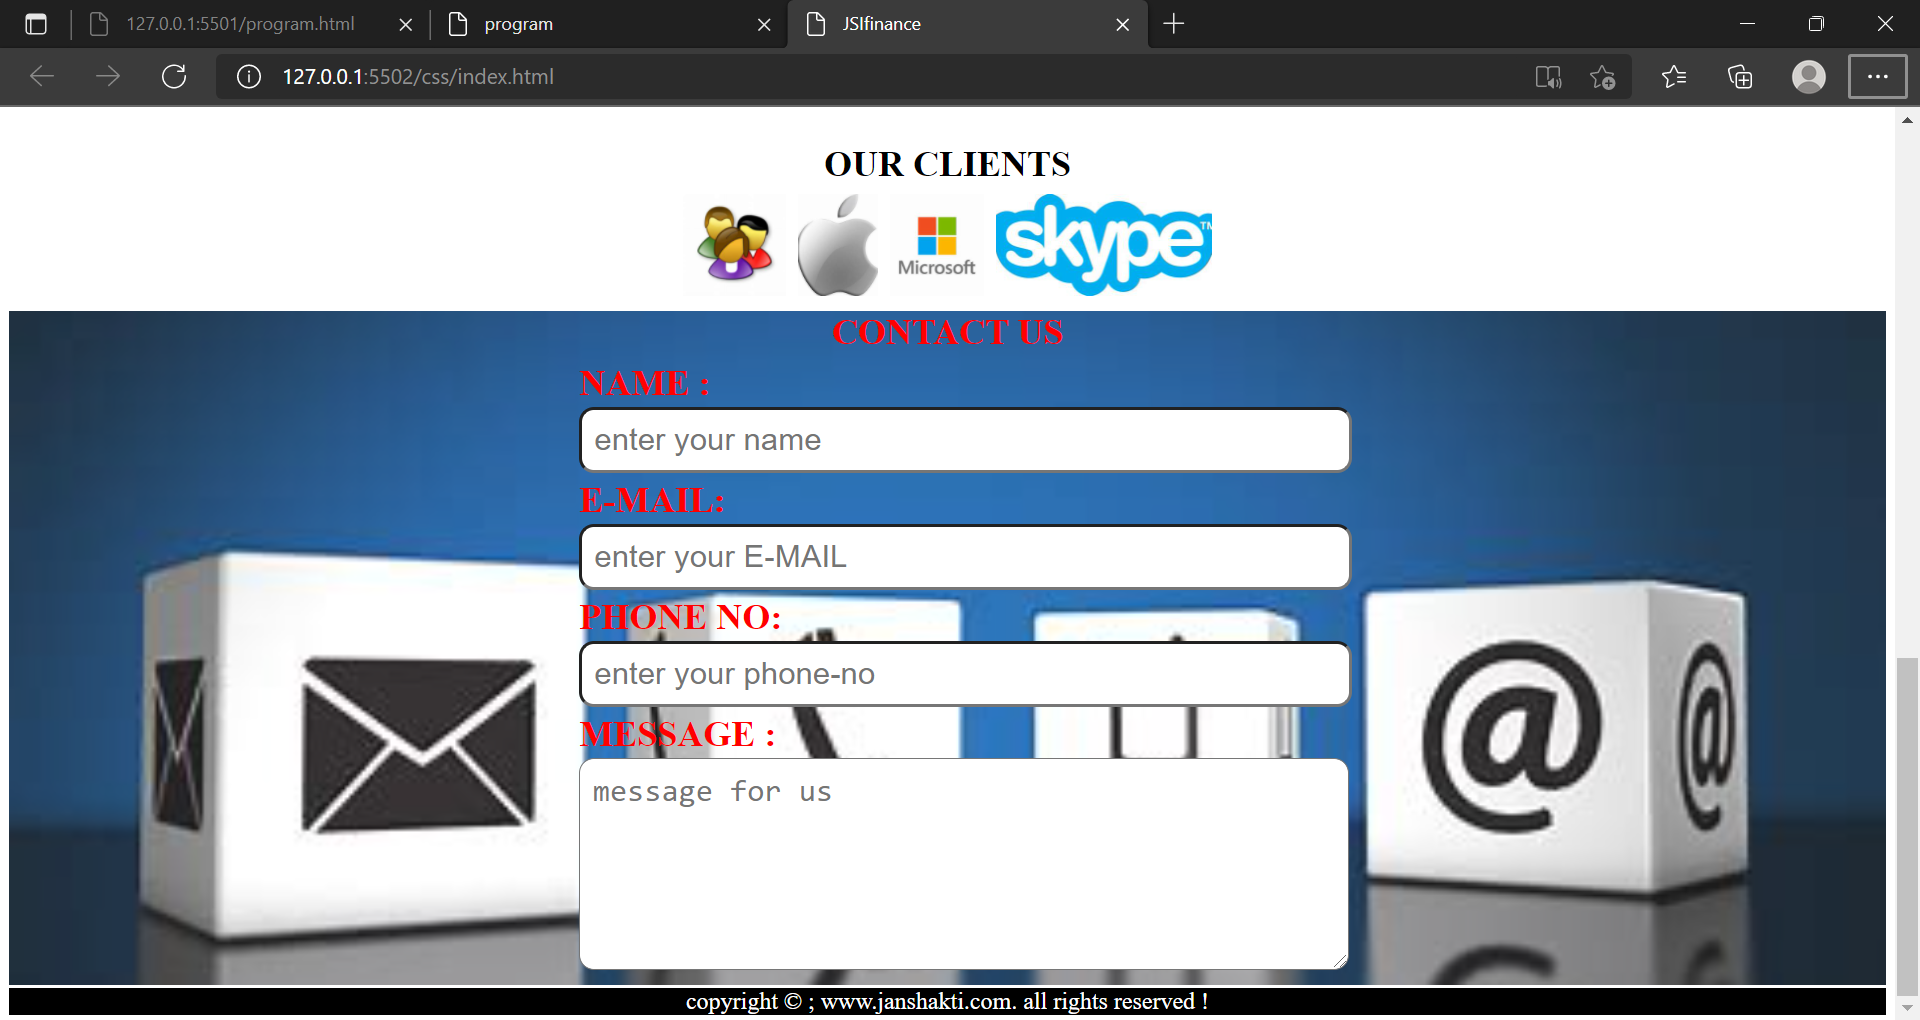 127.0.0.1:5501/program.html
program
JSIfinance
127.0.0.1:5502/css/index.html
OUR CLIENTS
Microsoft
skype™
CONTACT US
NAME :
enter your name
E-MAIL:
enter your E-MAIL
PHONE NO:
enter your phone-no
MESSAGE :
message for us
@
@
copyright © ; www.janshakti.com. all rights reserved !